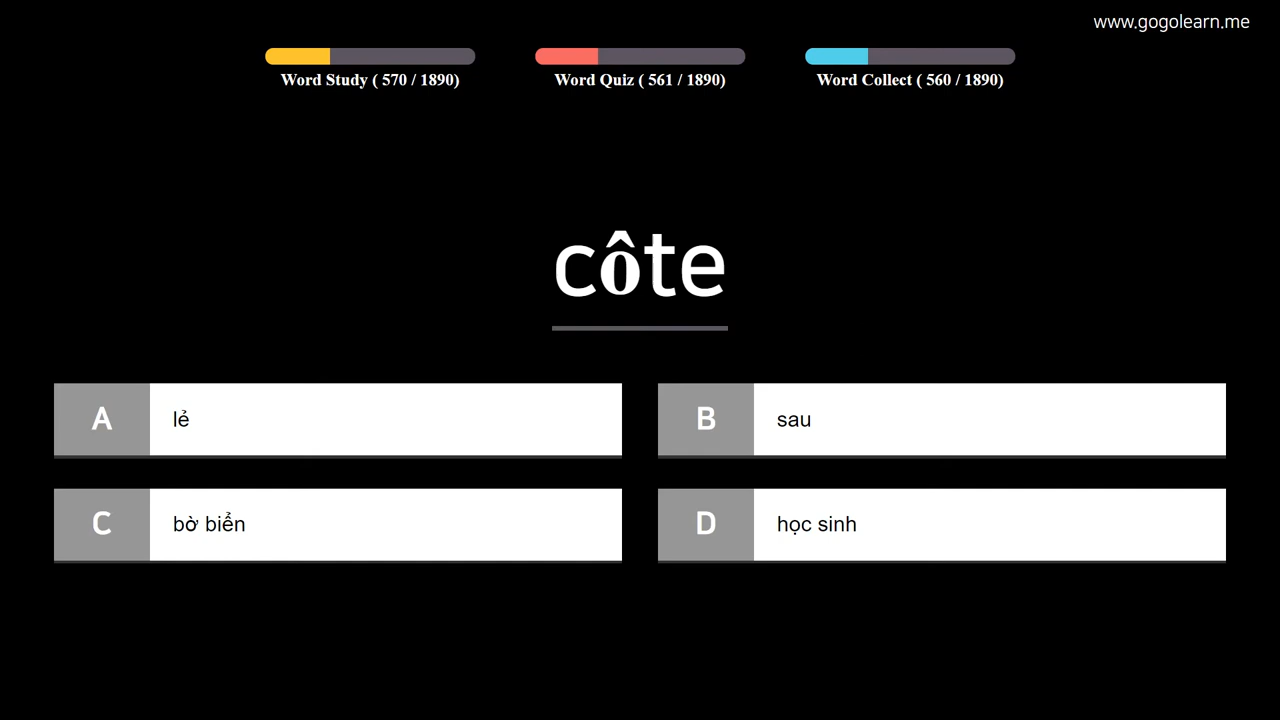 www.gogolearn.me
Word Study ( 570 / 1890)
Word Quiz ( 561 / 1890)
Word Collect ( 560 / 1890)
côte
A lẻ
B sau
C bờ biển
D học sinh